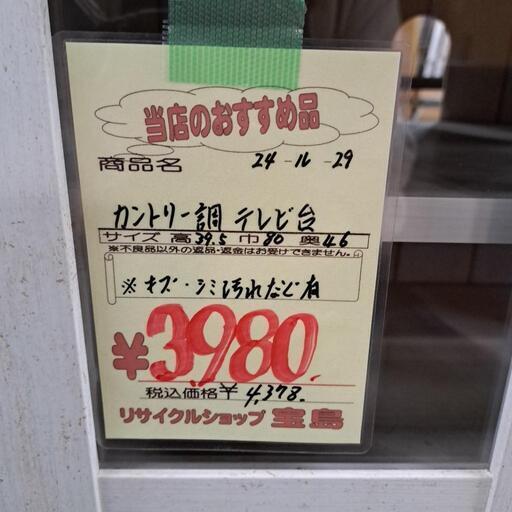 当店のおすすめ品
商品名 24-11-29
カントリー調 テレビ台
サイズ 高39.5 巾80 奥46
※不良品以外の返品・返金はお受けできません。
※キズ・シミ汚れなど有
¥3,980.
税込価格¥ 4,378.
リサイクルショップ 宝島